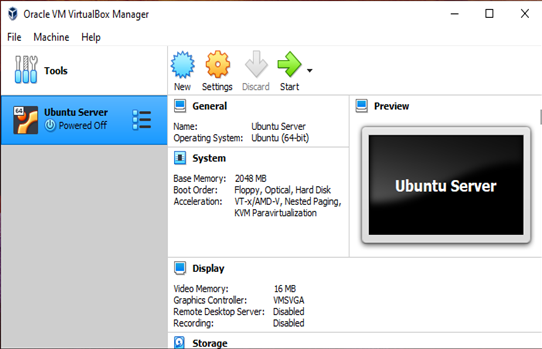 Oracle VM VirtualBox Manager
File Machine Help
Tools
New Settings Discard Start
64 Ubuntu Server
Powered Off
General
Name: Ubuntu Server
Operating System: Ubuntu (64-bit)
System
Base Memory: 2048 MB
Boot Order: Floppy, Optical, Hard Disk
Acceleration: VT-x/AMD-V, Nested Paging,
KVM Paravirtualization
Preview
Ubuntu Server
Display
Video Memory: 16 MB
Graphics Controller: VMSVGA
Remote Desktop Server: Disabled
Recording: Disabled
Storage